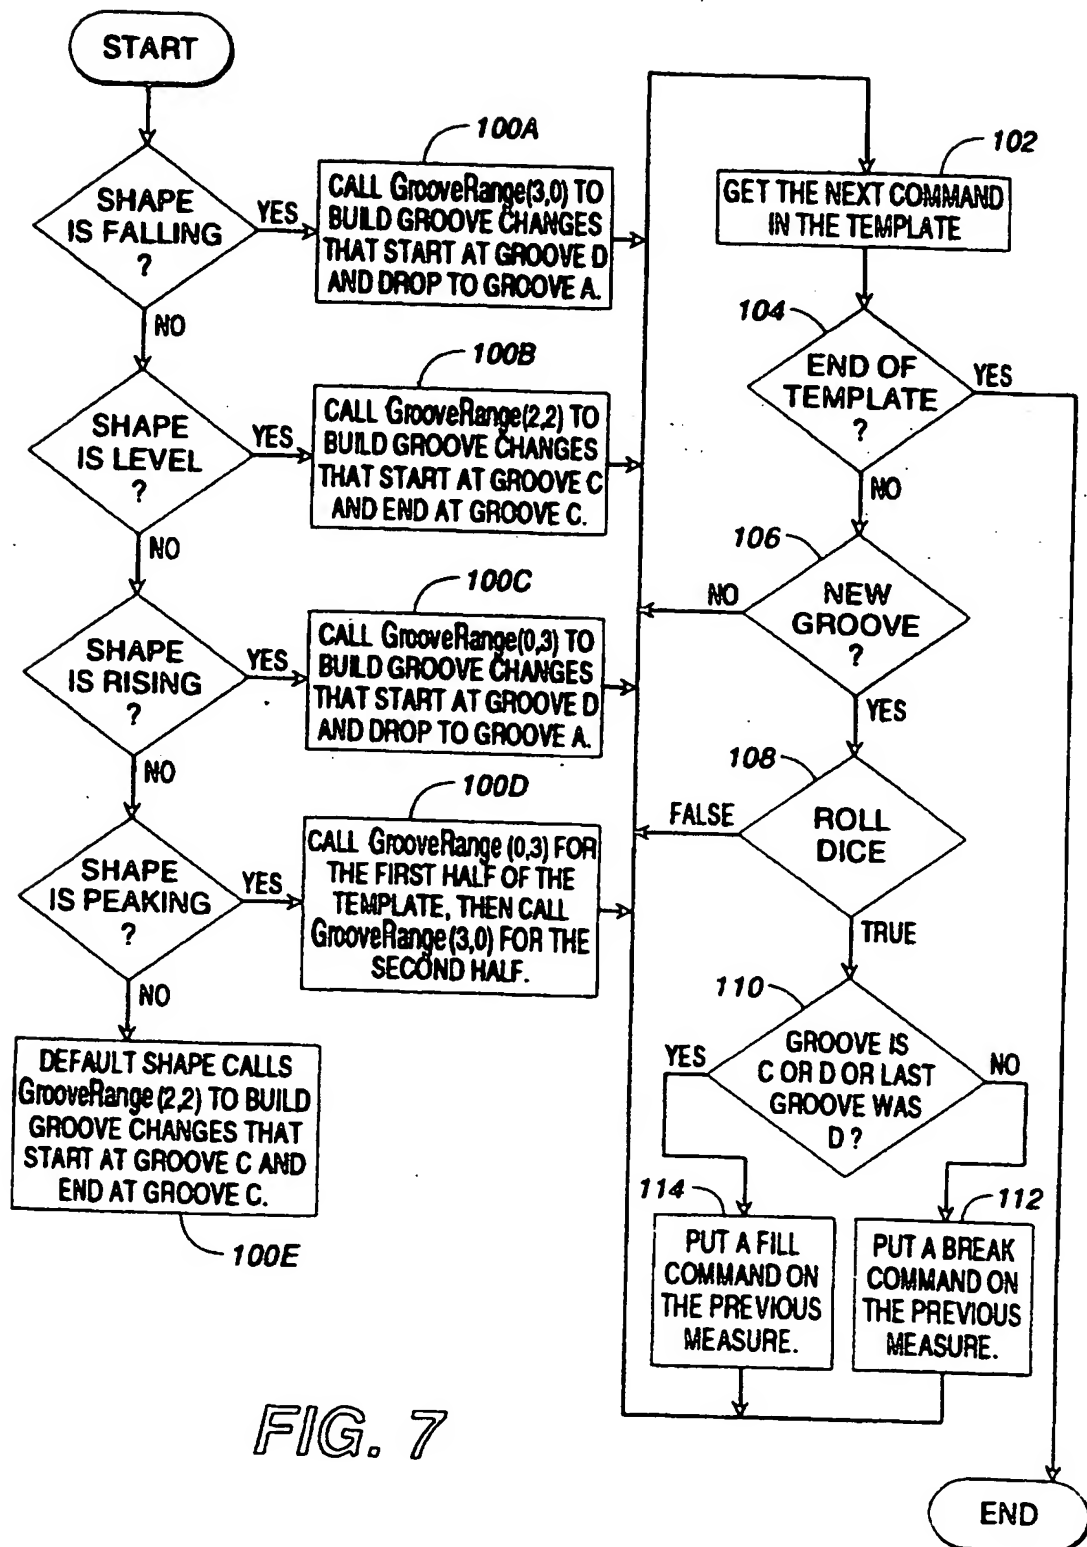 START
SHAPE
IS FALLING
?
YES
NO
100A
CALL GrooveRange(3,0) TO
BUILD GROOVE CHANGES
THAT START AT GROOVE D
AND DROP TO GROOVE A.
SHAPE
IS LEVEL
?
YES
NO
100B
CALL GrooveRange(2,2) TO
BUILD GROOVE CHANGES
THAT START AT GROOVE C
AND END AT GROOVE C.
SHAPE
IS RISING
?
YES
NO
100C
CALL GrooveRange(0,3) TO
BUILD GROOVE CHANGES
THAT START AT GROOVE D
AND DROP TO GROOVE A.
SHAPE
IS PEAKING
?
YES
NO
100D
CALL GrooveRange (0,3) FOR
THE FIRST HALF OF THE
TEMPLATE, THEN CALL
GrooveRange(3,0) FOR THE
SECOND HALF.
DEFAULT SHAPE CALLS
GrooveRange(2,2) TO BUILD
GROOVE CHANGES THAT
START AT GROOVE C AND
END AT GROOVE C.
100E
102
GET THE NEXT COMMAND
IN THE TEMPLATE
104
END OF
TEMPLATE
?
YES
NO
106
NEW
GROOVE
?
NO
YES
108
ROLL
DICE
FALSE
TRUE
110
GROOVE IS
C OR D OR LAST
GROOVE WAS
D ?
YES
NO
114
PUT A FILL
COMMAND ON
THE PREVIOUS
MEASURE.
112
PUT A BREAK
COMMAND ON
THE PREVIOUS
MEASURE.
END
FIG. 7